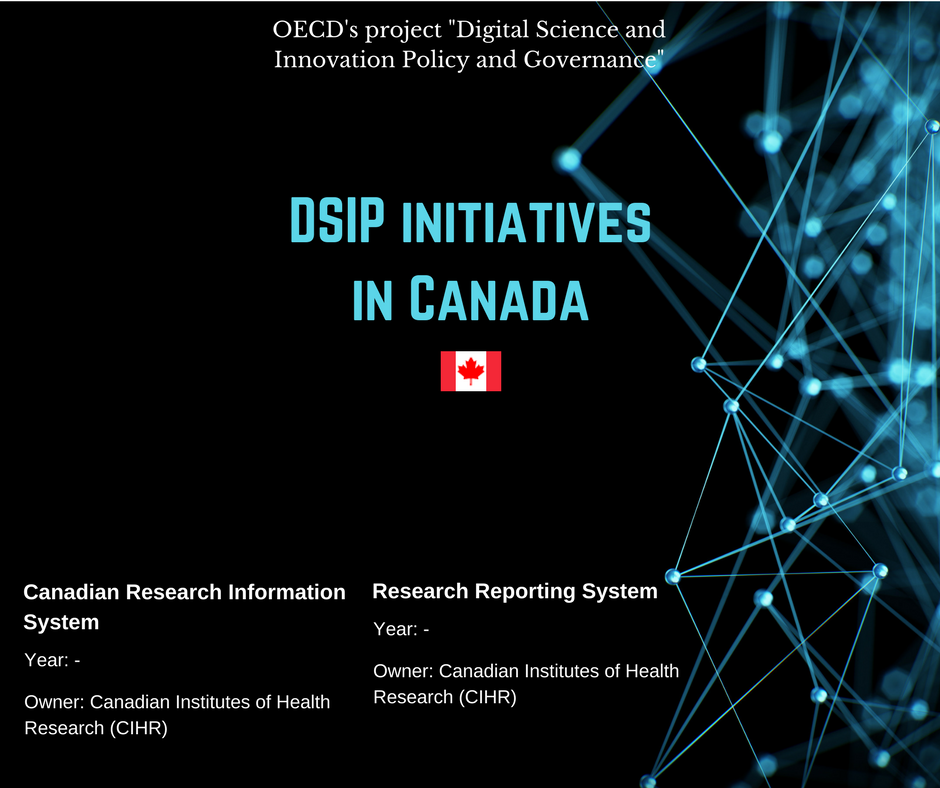 OECD's project "Digital Science and
Innovation Policy and Governance"
DSIP INITIATIVES
IN CANADA
Canadian Research Information
System
Year: -
Owner: Canadian Institutes of Health
Research (CIHR)
Research Reporting System
Year: -
Owner: Canadian Institutes of Health
Research (CIHR)